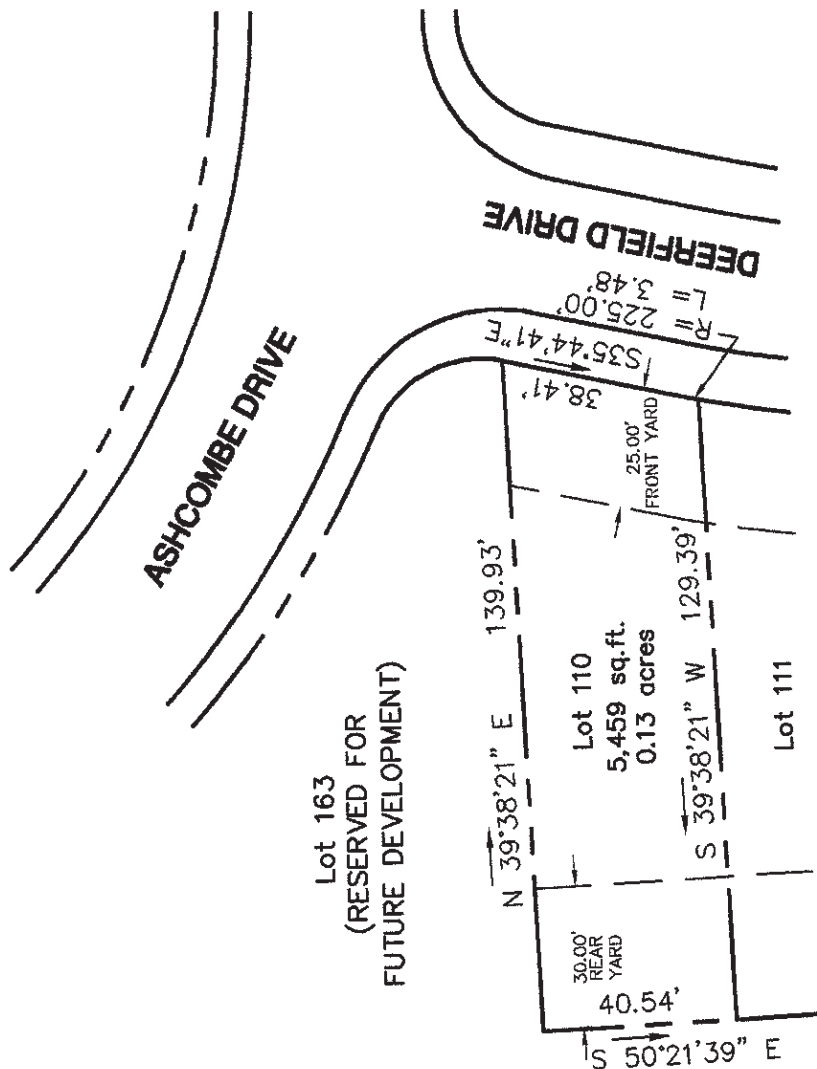 ASHCOMBE DRIVE
DEERFIELD DRIVE
R= 225.00'
L= 3.48'
S35°44'41"E
38.41'
25.00'
FRONT YARD
Lot 163
(RESERVED FOR
FUTURE DEVELOPMENT)
N 39°38'21" E 139.93'
Lot 110
5,459 sq.ft.
0.13 acres
S 39°38'21" W 129.39'
Lot 111
30.00'
REAR
YARD
40.54'
S 50°21'39" E